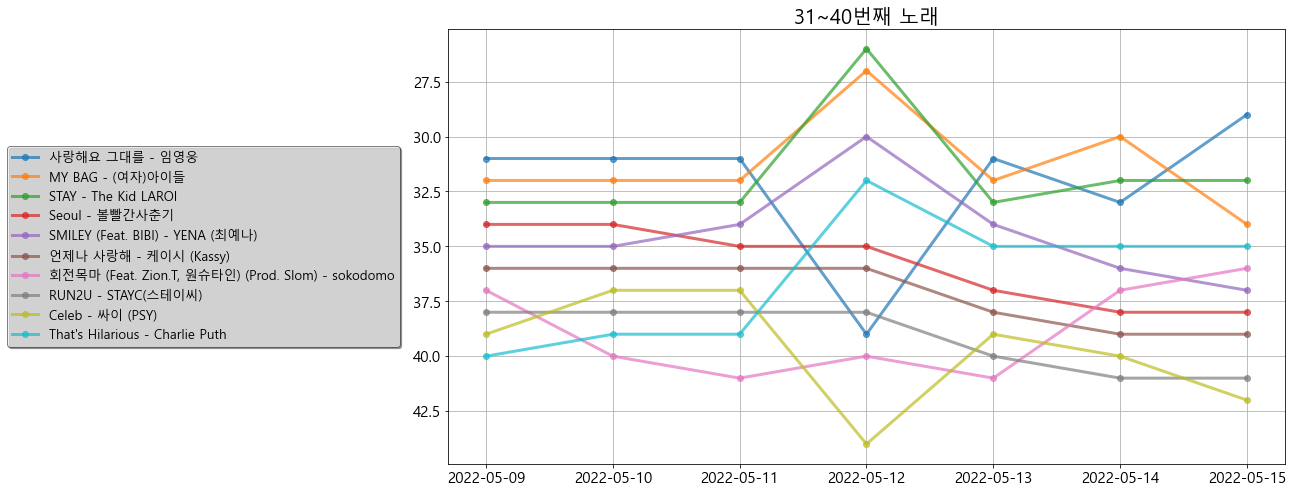 31~40번째 노래
사랑해요 그대를 - 임영웅
MY BAG - (여자)아이들
STAY - The Kid LAROI
Seoul - 볼빨간사춘기
SMILEY (Feat. BIBI) - YENA (최예나)
언제나 사랑해 - 케이시 (Kassy)
회전목마 (Feat. Zion.T, 원슈타인) (Prod. Slom) - sokodomo
RUN2U - STAYC(스테이씨)
Celeb - 싸이 (PSY)
That's Hilarious - Charlie Puth
27.5
30.0
32.5
35.0
37.5
40.0
42.5
2022-05-09 2022-05-10 2022-05-11 2022-05-12 2022-05-13 2022-05-14 2022-05-15